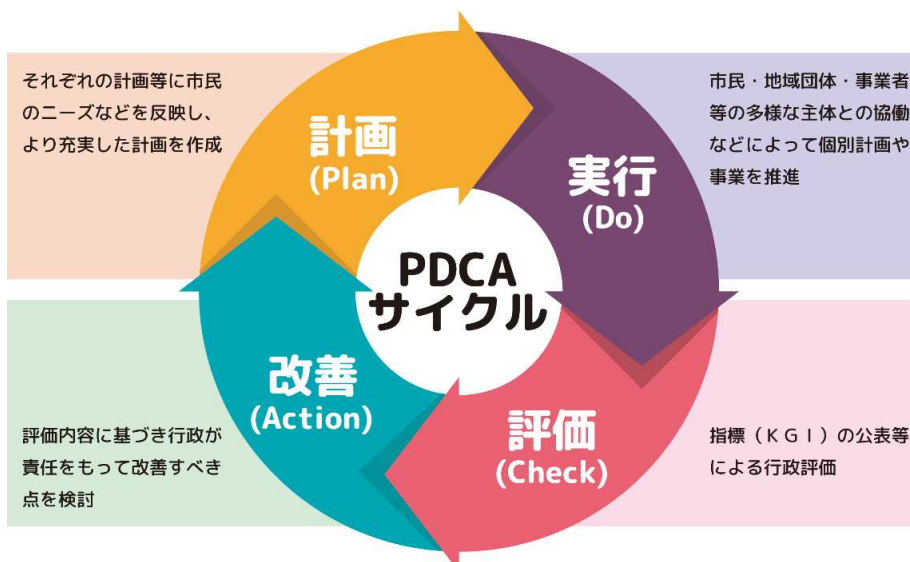 それぞれの計画等に市民
のニーズなどを反映し、
より充実した計画を作成
計画
(Plan)
実行
(Do)
市民・地域団体・事業者
等の多様な主体との協働
などによって個別計画や
事業を推進
PDCA
サイクル
改善
(Action)
評価内容に基づき行政が
責任をもって改善すべき
点を検討
評価
(Check)
指標（ＫＧＩ）の公表等
による行政評価